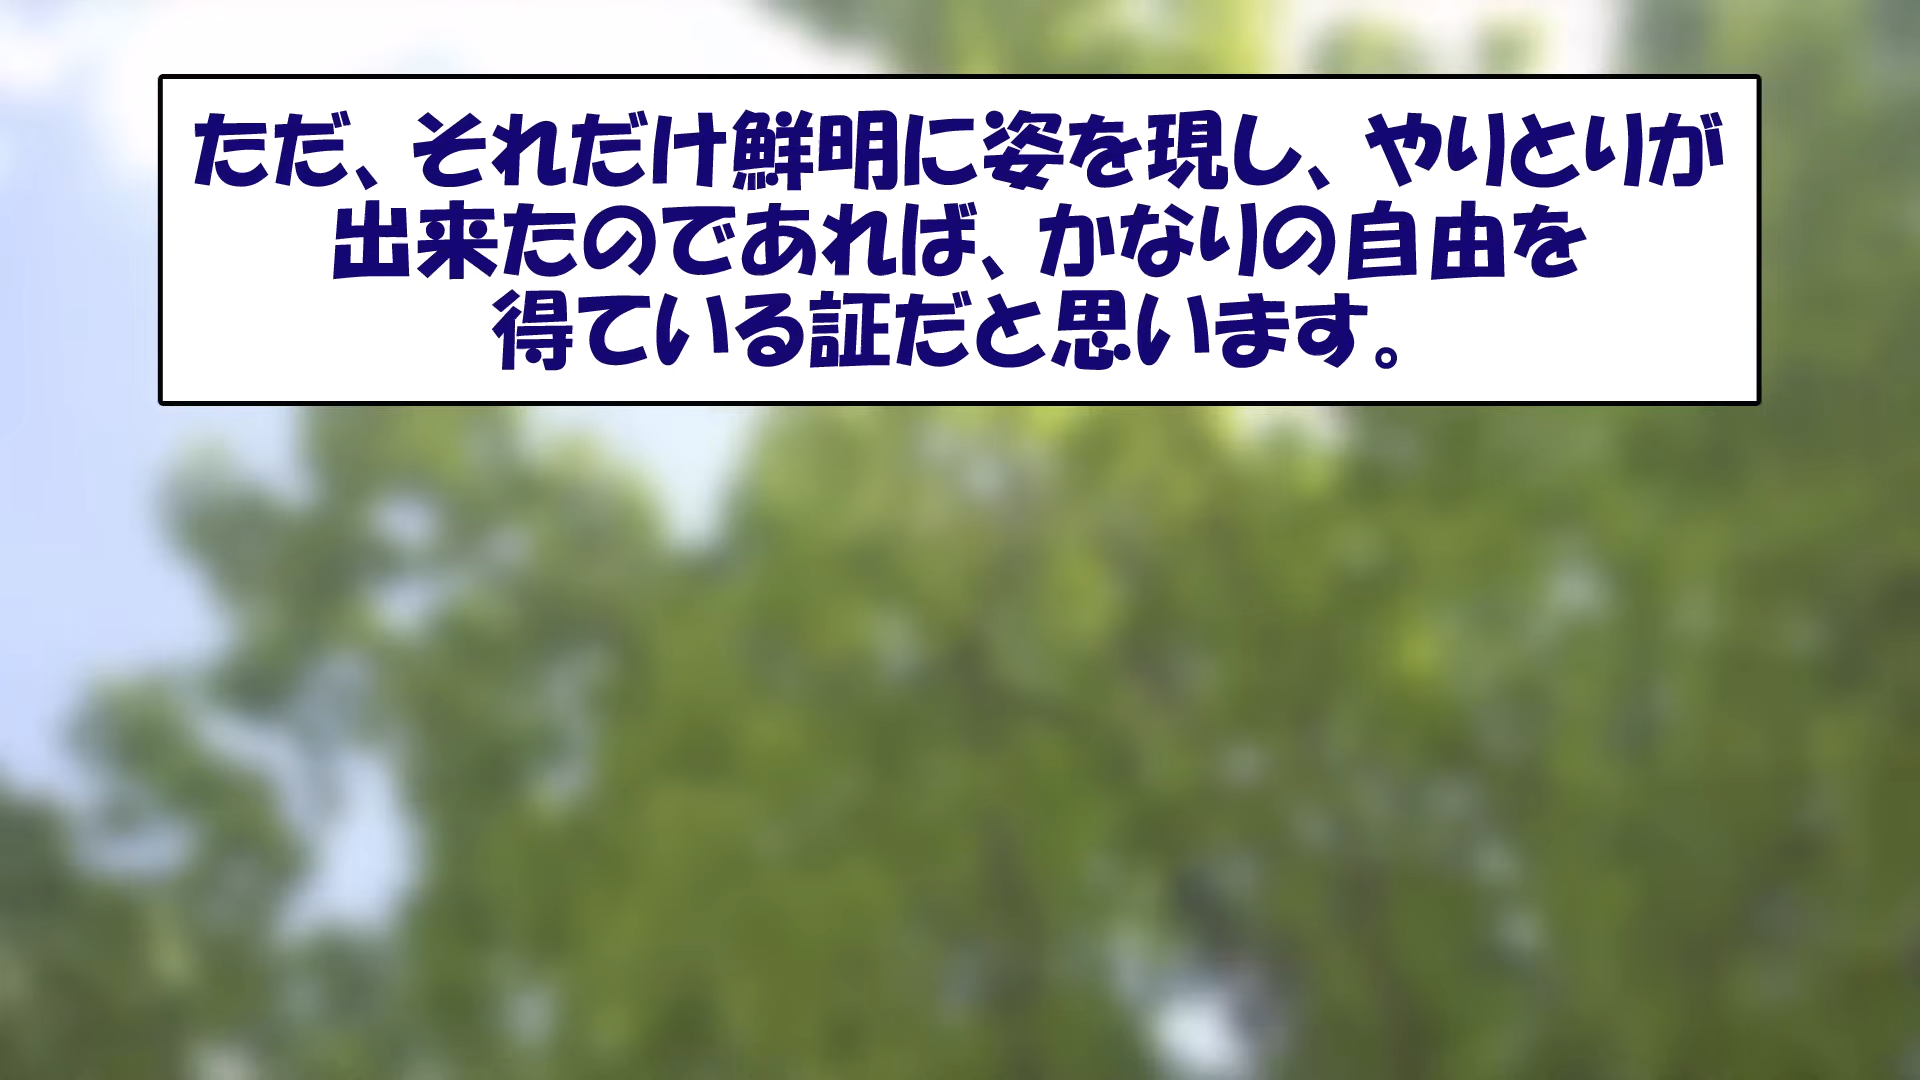 ただ、それだけ鮮明に姿を現し、やりとりが
出来たのであれば、かなりの自由を
得ている証だと思います。